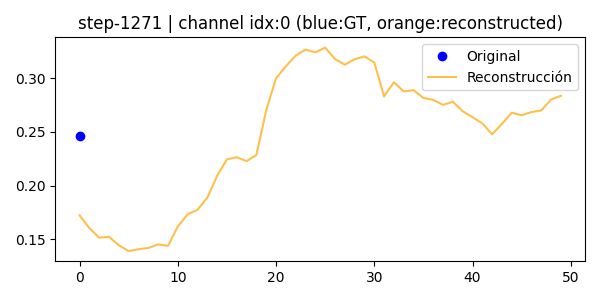 step-1271 | channel idx:0 (blue:GT, orange:reconstructed)
Original
Reconstrucción
0.30
0.25
0.20
0.15
0 10 20 30 40 50